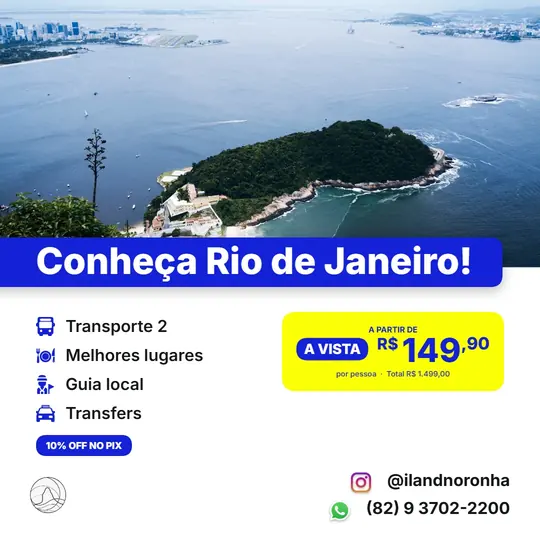 Conheça Rio de Janeiro!
Transporte 2
Melhores lugares
Guia local
Transfers
10% OFF NO PIX
A PARTIR DE
A VISTA R$ 149,90
por pessoa · Total R$ 1.499,00
@ilandnoronha
(82) 9 3702-2200